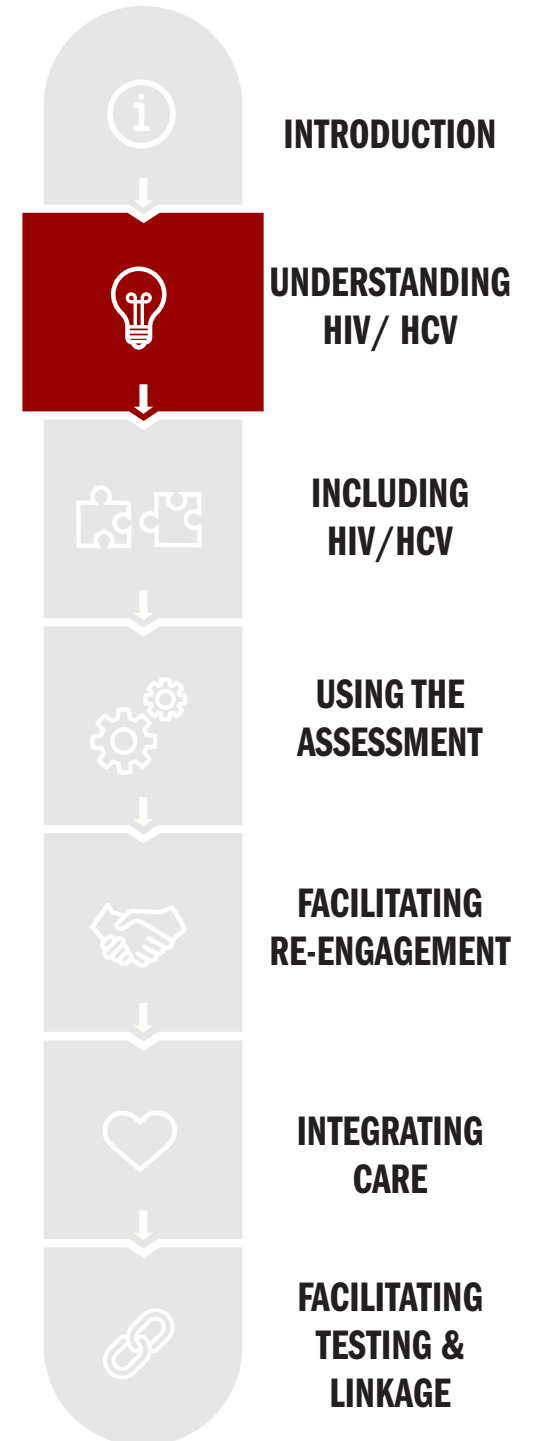 INTRODUCTION
UNDERSTANDING
HIV/ HCV
INCLUDING
HIV/HCV
USING THE
ASSESSMENT
FACILITATING
RE-ENGAGEMENT
INTEGRATING
CARE
FACILITATING
TESTING &
LINKAGE